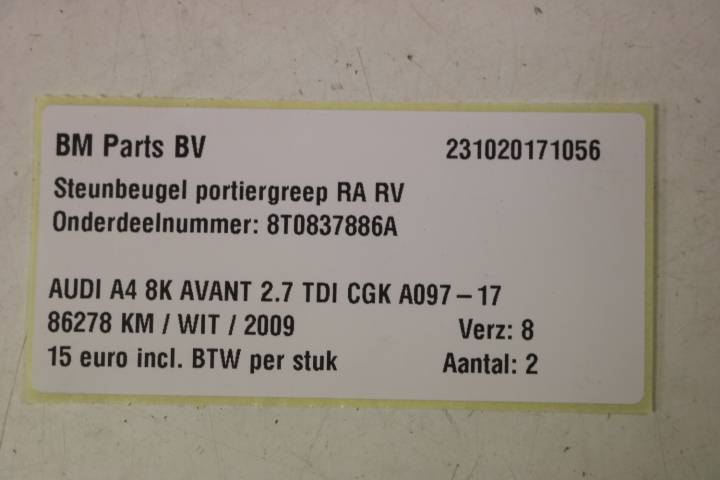 BM Parts BV 231020171056
Steunbeugel portiergreep RA RV
Onderdeelnummer: 8T0837886A
AUDI A4 8K AVANT 2.7 TDI CGK A097-17
86278 KM / WIT / 2009 Verz: 8
15 euro incl. BTW per stuk Aantal: 2